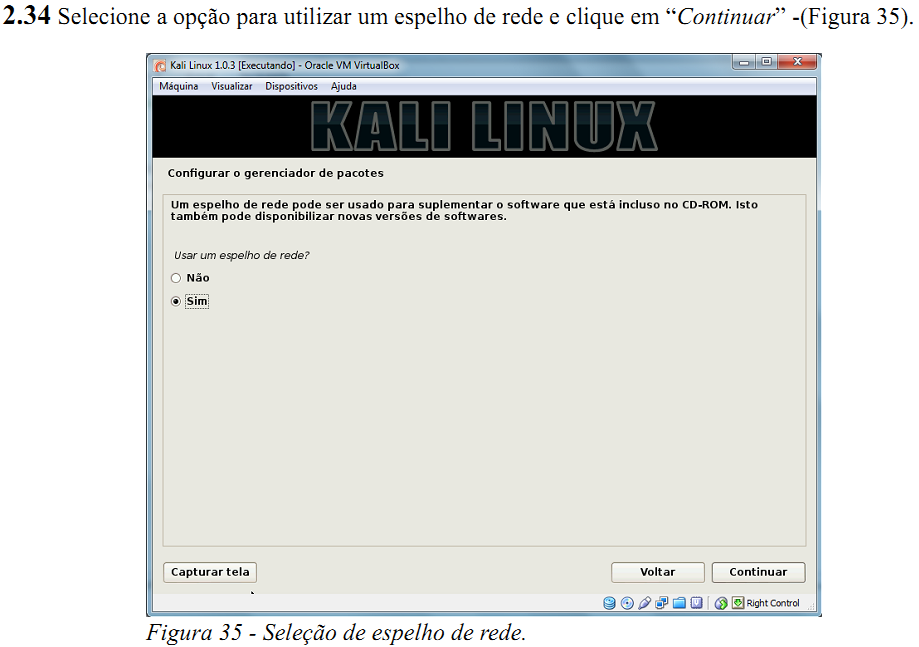 2.34 Selecione a opção para utilizar um espelho de rede e clique em “Continuar” -(Figura 35).
Kali Linux 1.0.3 [Executando] - Oracle VM VirtualBox
Máquina Visualizar Dispositivos Ajuda
KALI LINUX
Configurar o gerenciador de pacotes
Um espelho de rede pode ser usado para suplementar o software que está incluso no CD-ROM. Isto
também pode disponibilizar novas versões de softwares.
Usar um espelho de rede?
Não
Sim
Capturar tela Voltar Continuar
Right Control
Figura 35 - Seleção de espelho de rede.